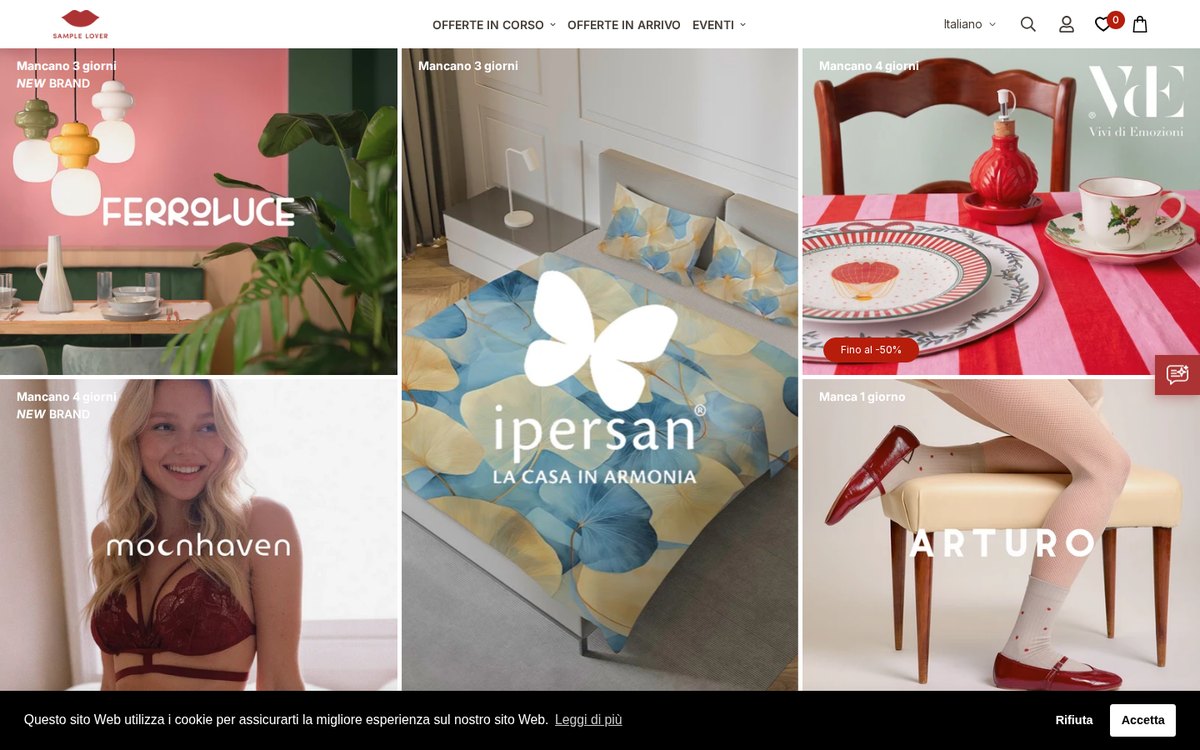 SAMPLE LOVER
OFFERTE IN CORSO
OFFERTE IN ARRIVO
EVENTI
Italiano
0
Mancano 3 giorni
NEW BRAND
FERROLUCE
Mancano 3 giorni
ipersan®
LA CASA IN ARMONIA
Mancano 4 giorni
VdE
®
Vivi di Emozioni
Fino al -50%
Mancano 4 giorni
NEW BRAND
moonhaven
Manca 1 giorno
ARTURO
Questo sito Web utilizza i cookie per assicurarti la migliore esperienza sul nostro sito Web. Leggi di più
Rifiuta
Accetta